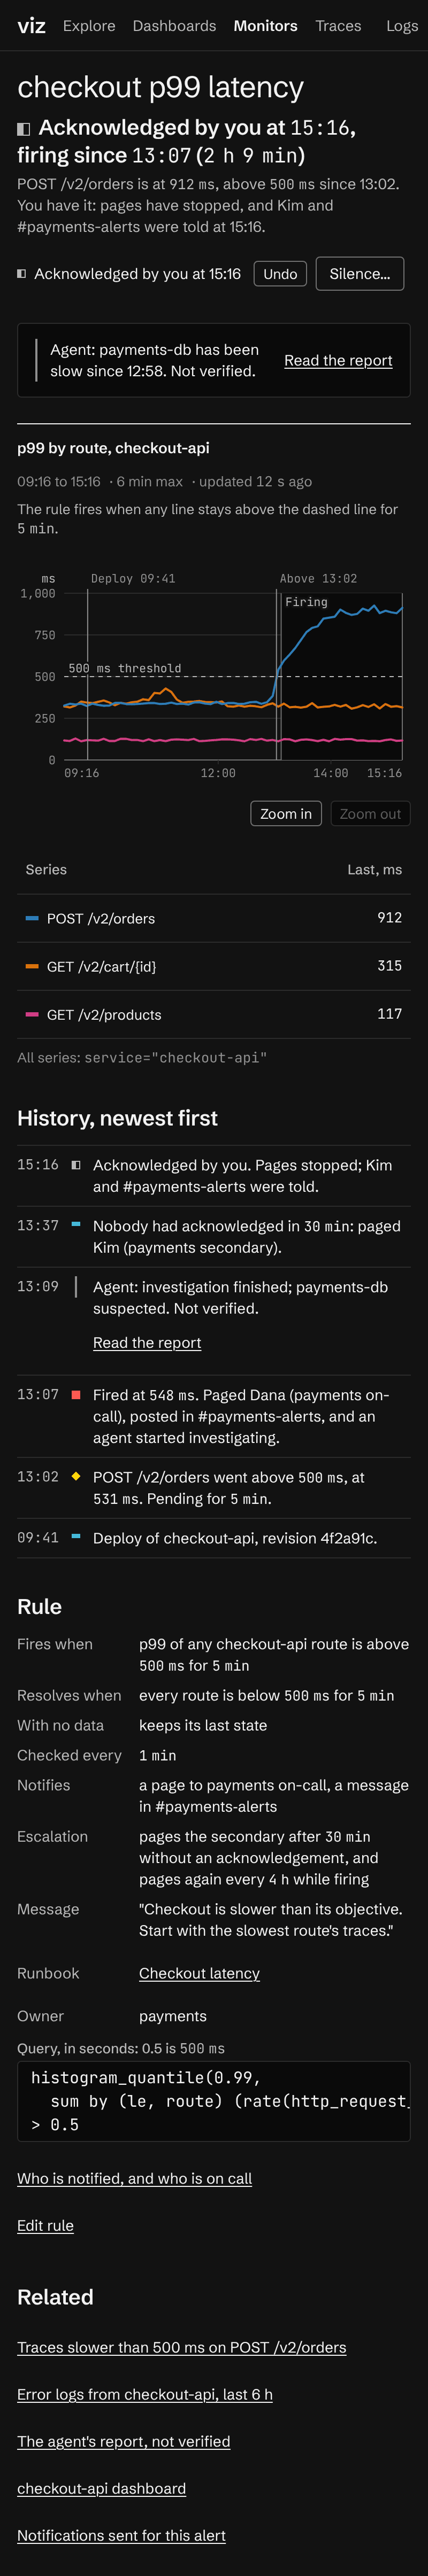 viz Explore Dashboards Monitors Traces Logs
checkout p99 latency
Acknowledged by you at 15:16,
firing since 13:07 (2 h 9 min)
POST /v2/orders is at 912 ms, above 500 ms since 13:02.
You have it: pages have stopped, and Kim and
#payments-alerts were told at 15:16.
Acknowledged by you at 15:16 Undo Silence...
Agent: payments-db has been
slow since 12:58. Not verified.
Read the report
p99 by route, checkout-api
09:16 to 15:16 · 6 min max · updated 12 s ago
The rule fires when any line stays above the dashed line for
5 min.
ms Deploy 09:41 Above 13:02
1,000
Firing
750
500 ms threshold
500
250
0
09:16 12:00 14:00 15:16
Zoom in Zoom out
Series Last, ms
POST /v2/orders 912
GET /v2/cart/{id} 315
GET /v2/products 117
All series: service="checkout-api"
History, newest first
15:16 Acknowledged by you. Pages stopped; Kim
and #payments-alerts were told.
13:37 Nobody had acknowledged in 30 min: paged
Kim (payments secondary).
13:09 Agent: investigation finished; payments-db
suspected. Not verified.
Read the report
13:07 Fired at 548 ms. Paged Dana (payments on-
call), posted in #payments-alerts, and an
agent started investigating.
13:02 POST /v2/orders went above 500 ms, at
531 ms. Pending for 5 min.
09:41 Deploy of checkout-api, revision 4f2a91c.
Rule
Fires when p99 of any checkout-api route is above
500 ms for 5 min
Resolves when every route is below 500 ms for 5 min
With no data keeps its last state
Checked every 1 min
Notifies a page to payments on-call, a message
in #payments-alerts
Escalation pages the secondary after 30 min
without an acknowledgement, and
pages again every 4 h while firing
Message "Checkout is slower than its objective.
Start with the slowest route's traces."
Runbook Checkout latency
Owner payments
Query, in seconds: 0.5 is 500 ms
histogram_quantile(0.99,
sum by (le, route) (rate(http_request_
> 0.5
Who is notified, and who is on call
Edit rule
Related
Traces slower than 500 ms on POST /v2/orders
Error logs from checkout-api, last 6 h
The agent's report, not verified
checkout-api dashboard
Notifications sent for this alert